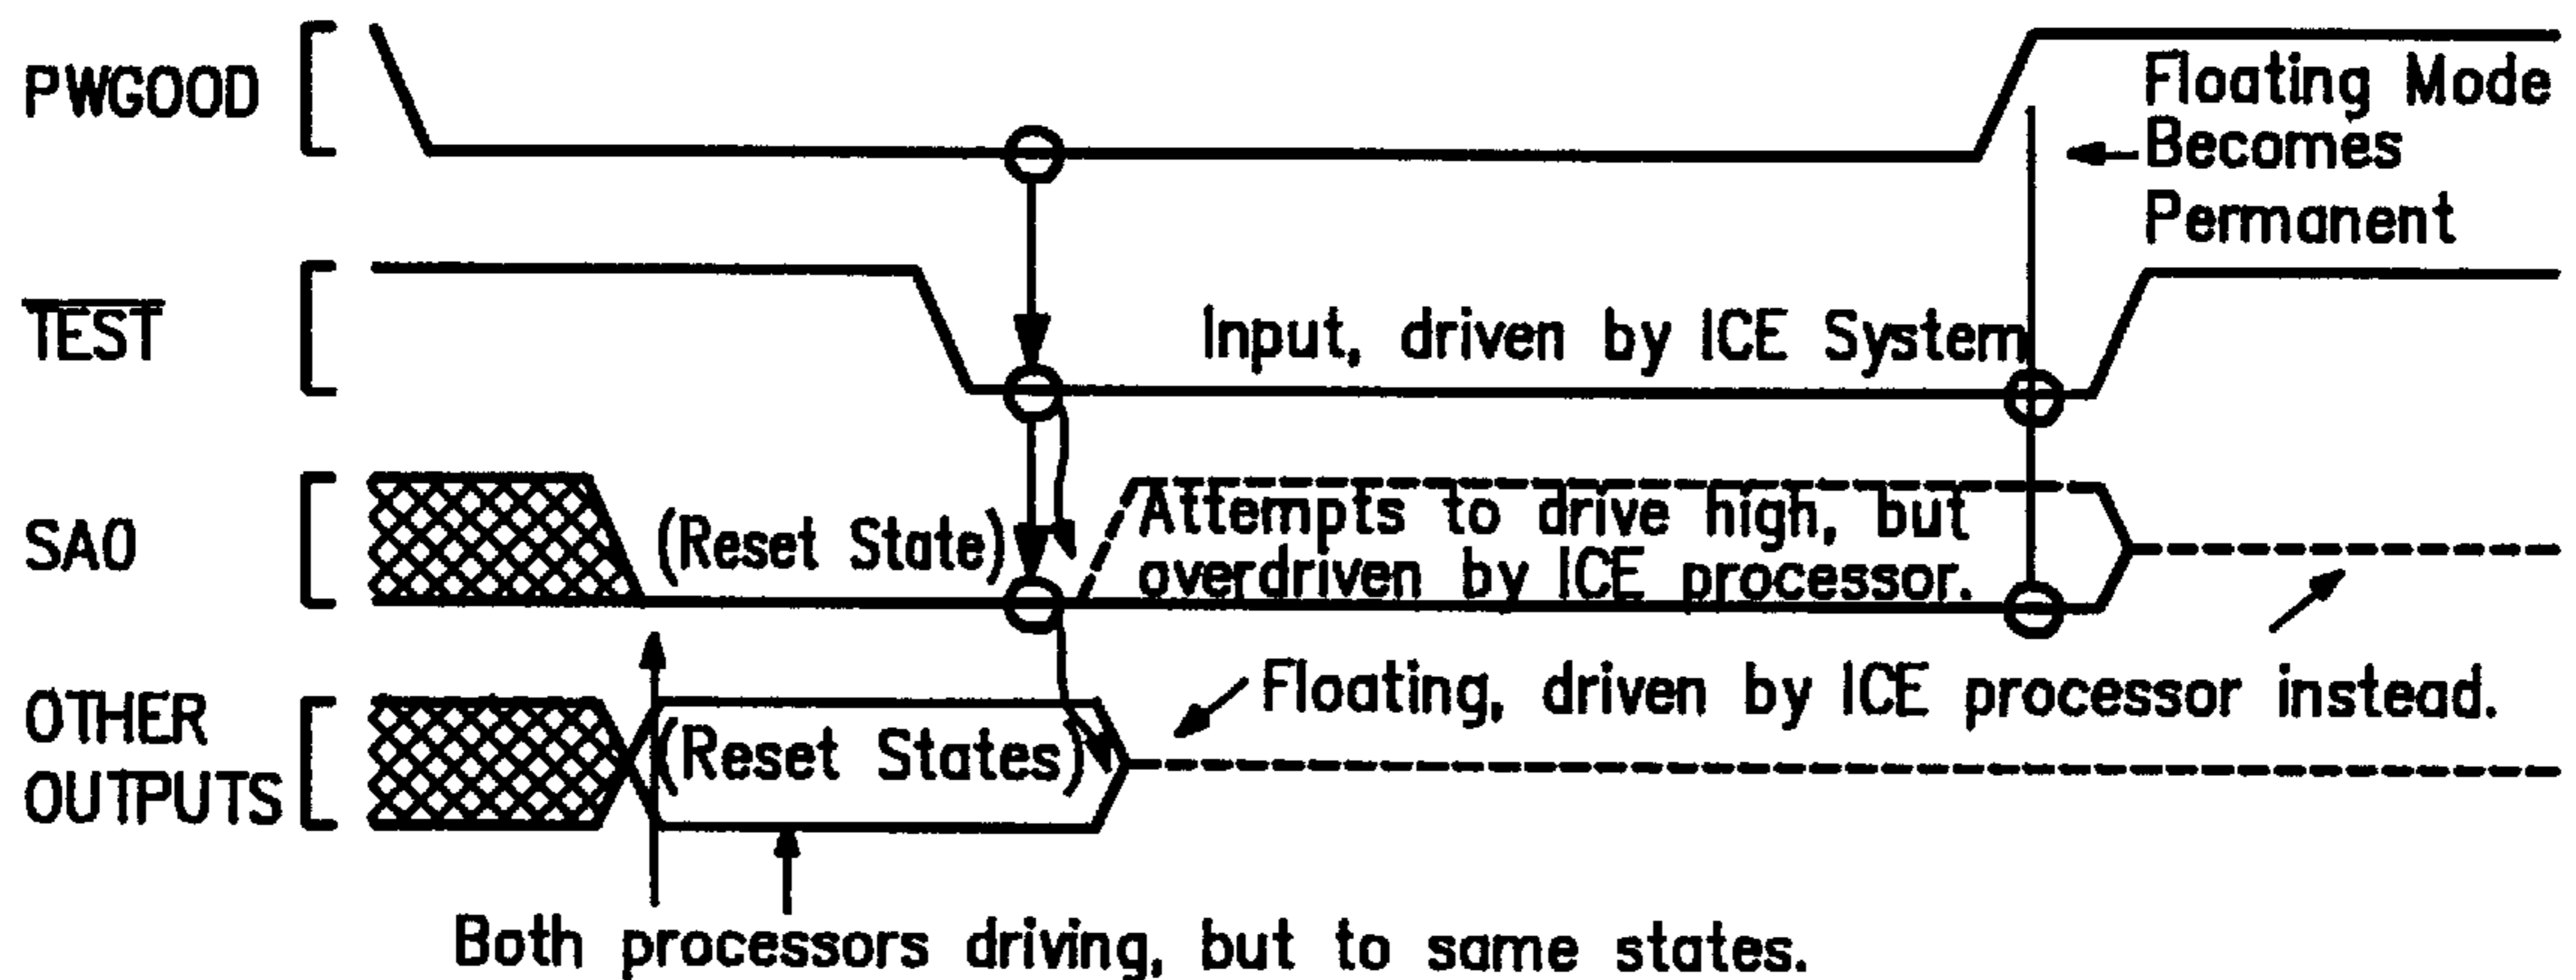 PWGOOD
Floating Mode
Becomes
Permanent
TEST
Input, driven by ICE System
SA0
(Reset State)
Attempts to drive high, but
overdriven by ICE processor.
OTHER
OUTPUTS
(Reset States)
Floating, driven by ICE processor instead.
Both processors driving, but to same states.